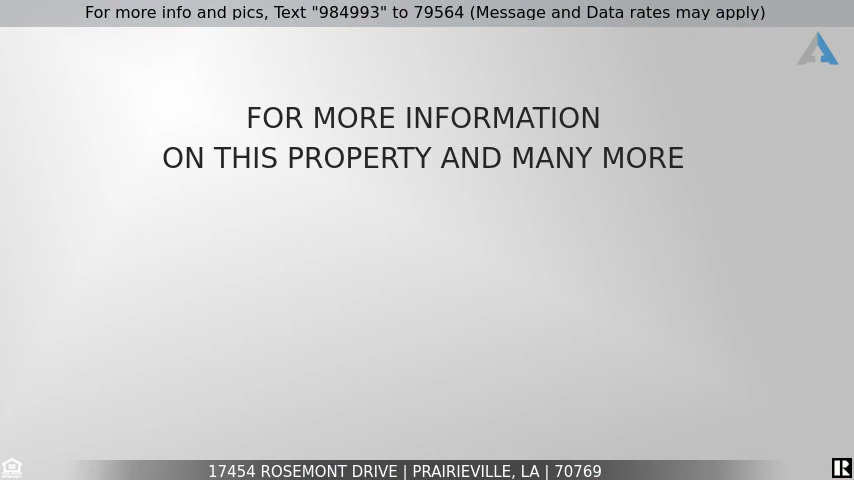 For more info and pics, Text "984993" to 79564 (Message and Data rates may apply)
FOR MORE INFORMATION
ON THIS PROPERTY AND MANY MORE
17454 ROSEMONT DRIVE | PRAIRIEVILLE, LA | 70769